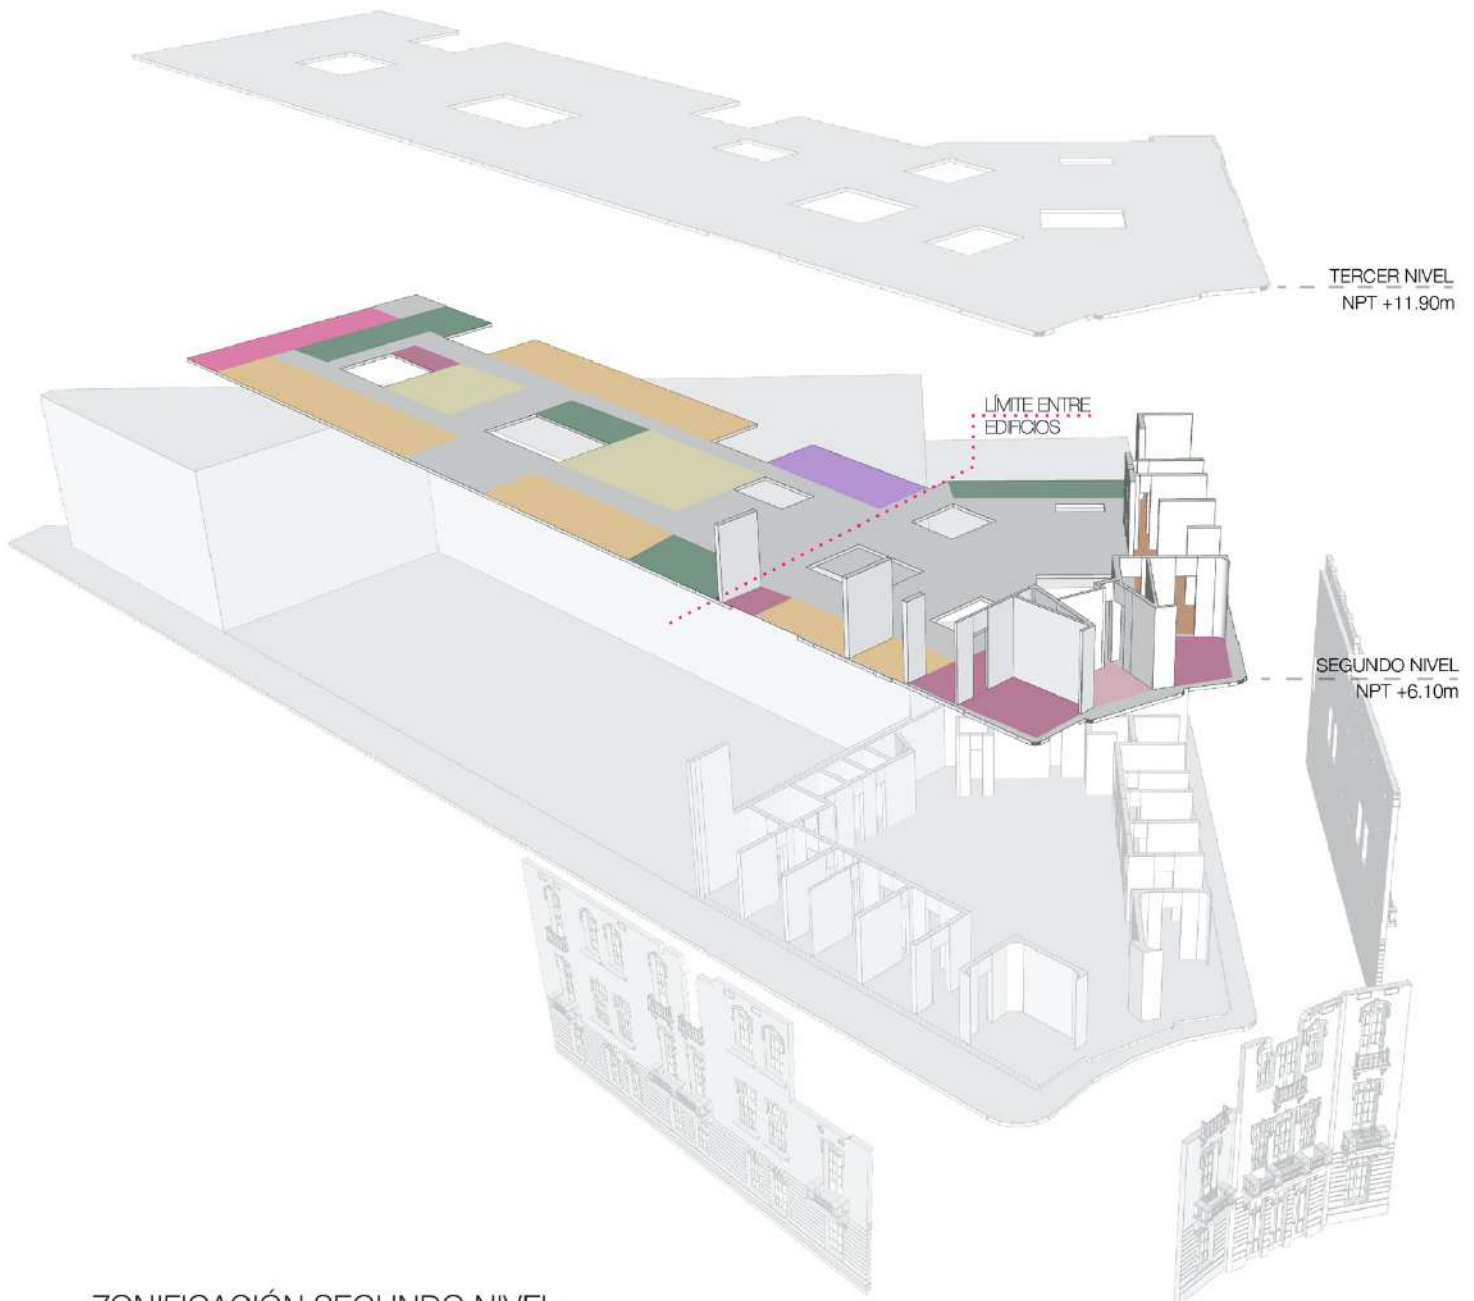 TERCER NIVEL
NPT +11.90m
LÍMITE ENTRE
EDIFICIOS
SEGUNDO NIVEL
NPT +6.10m
ZONIFICACIÓN SEGUNDO NIVEL: